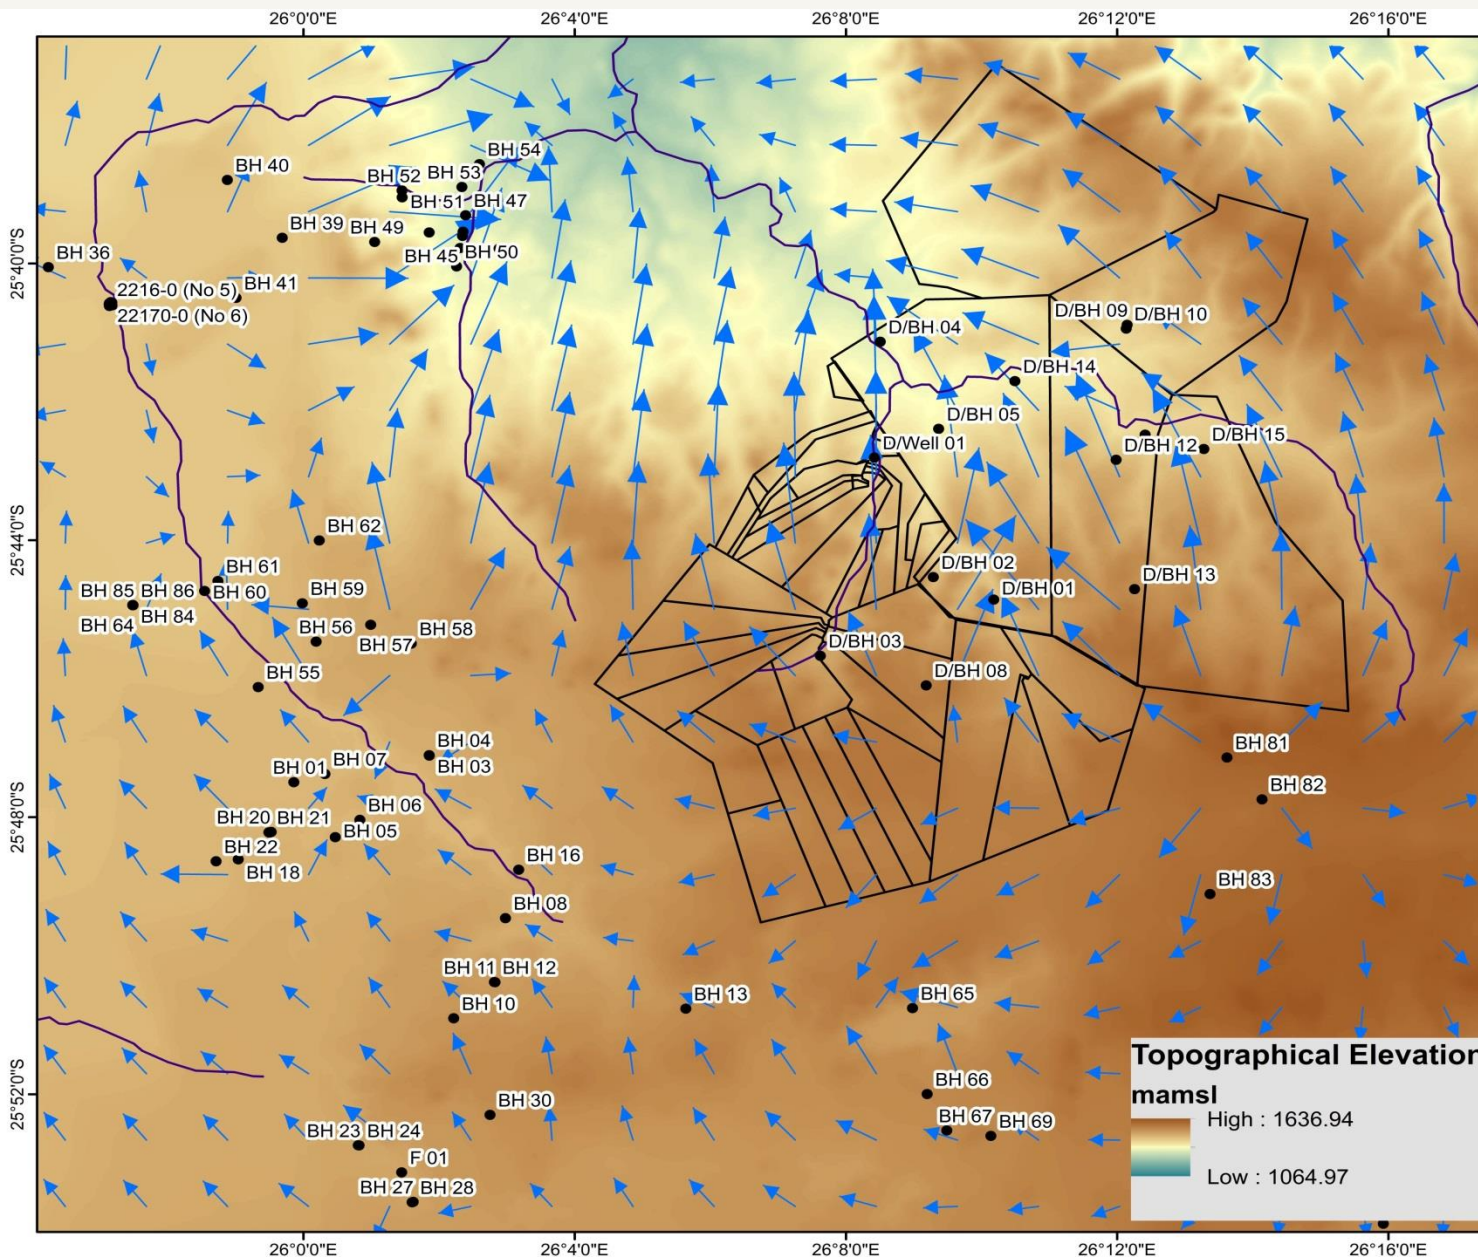 26°0'0"E 26°4'0"E 26°8'0"E 26°12'0"E 26°16'0"E
BH 54
BH 40
BH 52 BH 53
BH 51 BH 47
BH 39 BH 49
BH 36
BH 45 BH 50
25°40'0"S
2216-0 (No 5) BH 41
22170-0 (No 6)
D/BH 09 D/BH 10
D/BH 04
D/BH 14
D/BH 05
D/Well 01
D/BH 12 D/BH 15
BH 62
25°44'0"S
BH 61
D/BH 02
BH 85 BH 86 BH 60 BH 59
D/BH 01 D/BH 13
BH 64 BH 84
BH 56 BH 57 BH 58
D/BH 03
BH 55
D/BH 08
BH 04
BH 81
BH 01 BH 07 BH 03
BH 82
BH 06
BH 20 BH 21
25°48'0"S
BH 05
BH 22
BH 16
BH 18
BH 83
BH 08
BH 11 BH 12
BH 10 BH 13 BH 65
Topographical Elevation
mamsl
BH 66
High : 1636.94
25°52'0"S
BH 30
BH 67 BH 69
BH 23 BH 24
F 01
Low : 1064.97
BH 27 BH 28
26°0'0"E 26°4'0"E 26°8'0"E 26°12'0"E 26°16'0"E